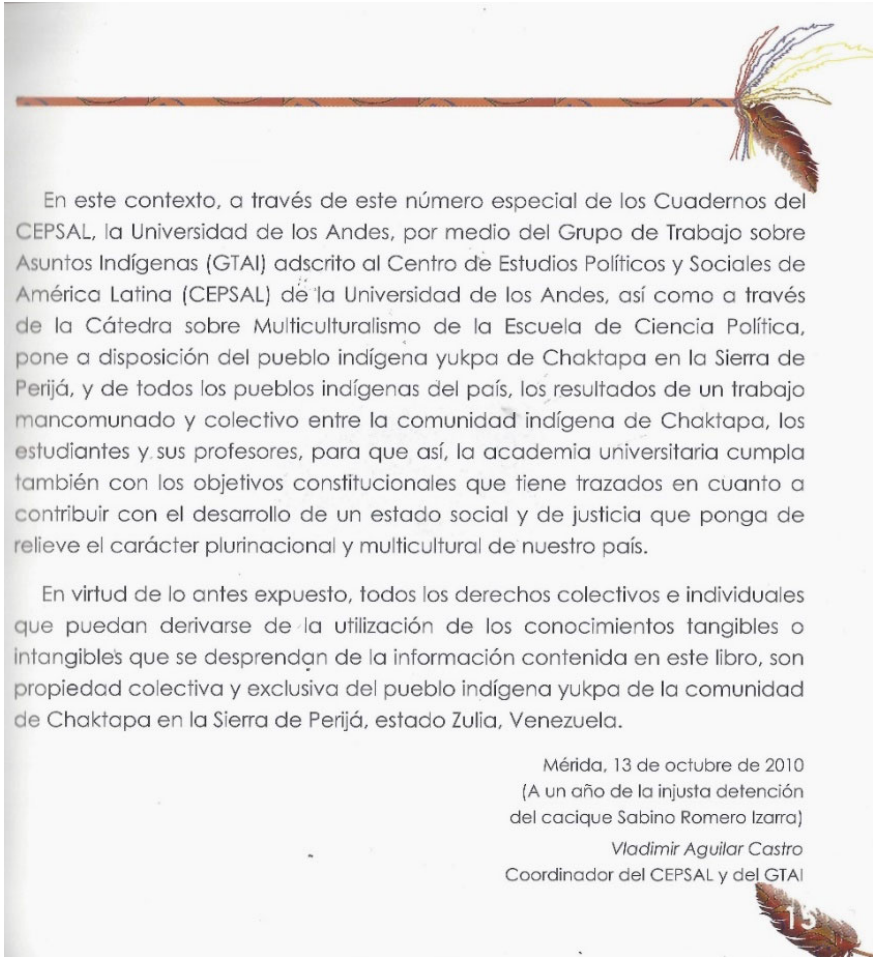 En este contexto, a través de este número especial de los Cuadernos del
CEPSAL, la Universidad de los Andes, por medio del Grupo de Trabajo sobre
Asuntos Indígenas (GTAI) adscrito al Centro de Estudios Políticos y Sociales de
América Latina (CEPSAL) de la Universidad de los Andes, así como a través
de la Cátedra sobre Multiculturalismo de la Escuela de Ciencia Política,
pone a disposición del pueblo indígena yukpa de Chaktapa en la Sierra de
Perijá, y de todos los pueblos indígenas del país, los resultados de un trabajo
mancomunado y colectivo entre la comunidad indígena de Chaktapa, los
estudiantes y sus profesores, para que así, la academia universitaria cumpla
también con los objetivos constitucionales que tiene trazados en cuanto a
contribuir con el desarrollo de un estado social y de justicia que ponga de
relieve el carácter plurinacional y multicultural de nuestro país.
En virtud de lo antes expuesto, todos los derechos colectivos e individuales
que puedan derivarse de la utilización de los conocimientos tangibles o
intangibles que se desprendan de la información contenida en este libro, son
propiedad colectiva y exclusiva del pueblo indígena yukpa de la comunidad
de Chaktapa en la Sierra de Perijá, estado Zulia, Venezuela.
Mérida, 13 de octubre de 2010
(A un año de la injusta detención
del cacique Sabino Romero Izarra)
Vladimir Aguilar Castro
Coordinador del CEPSAL y del GTAI
15